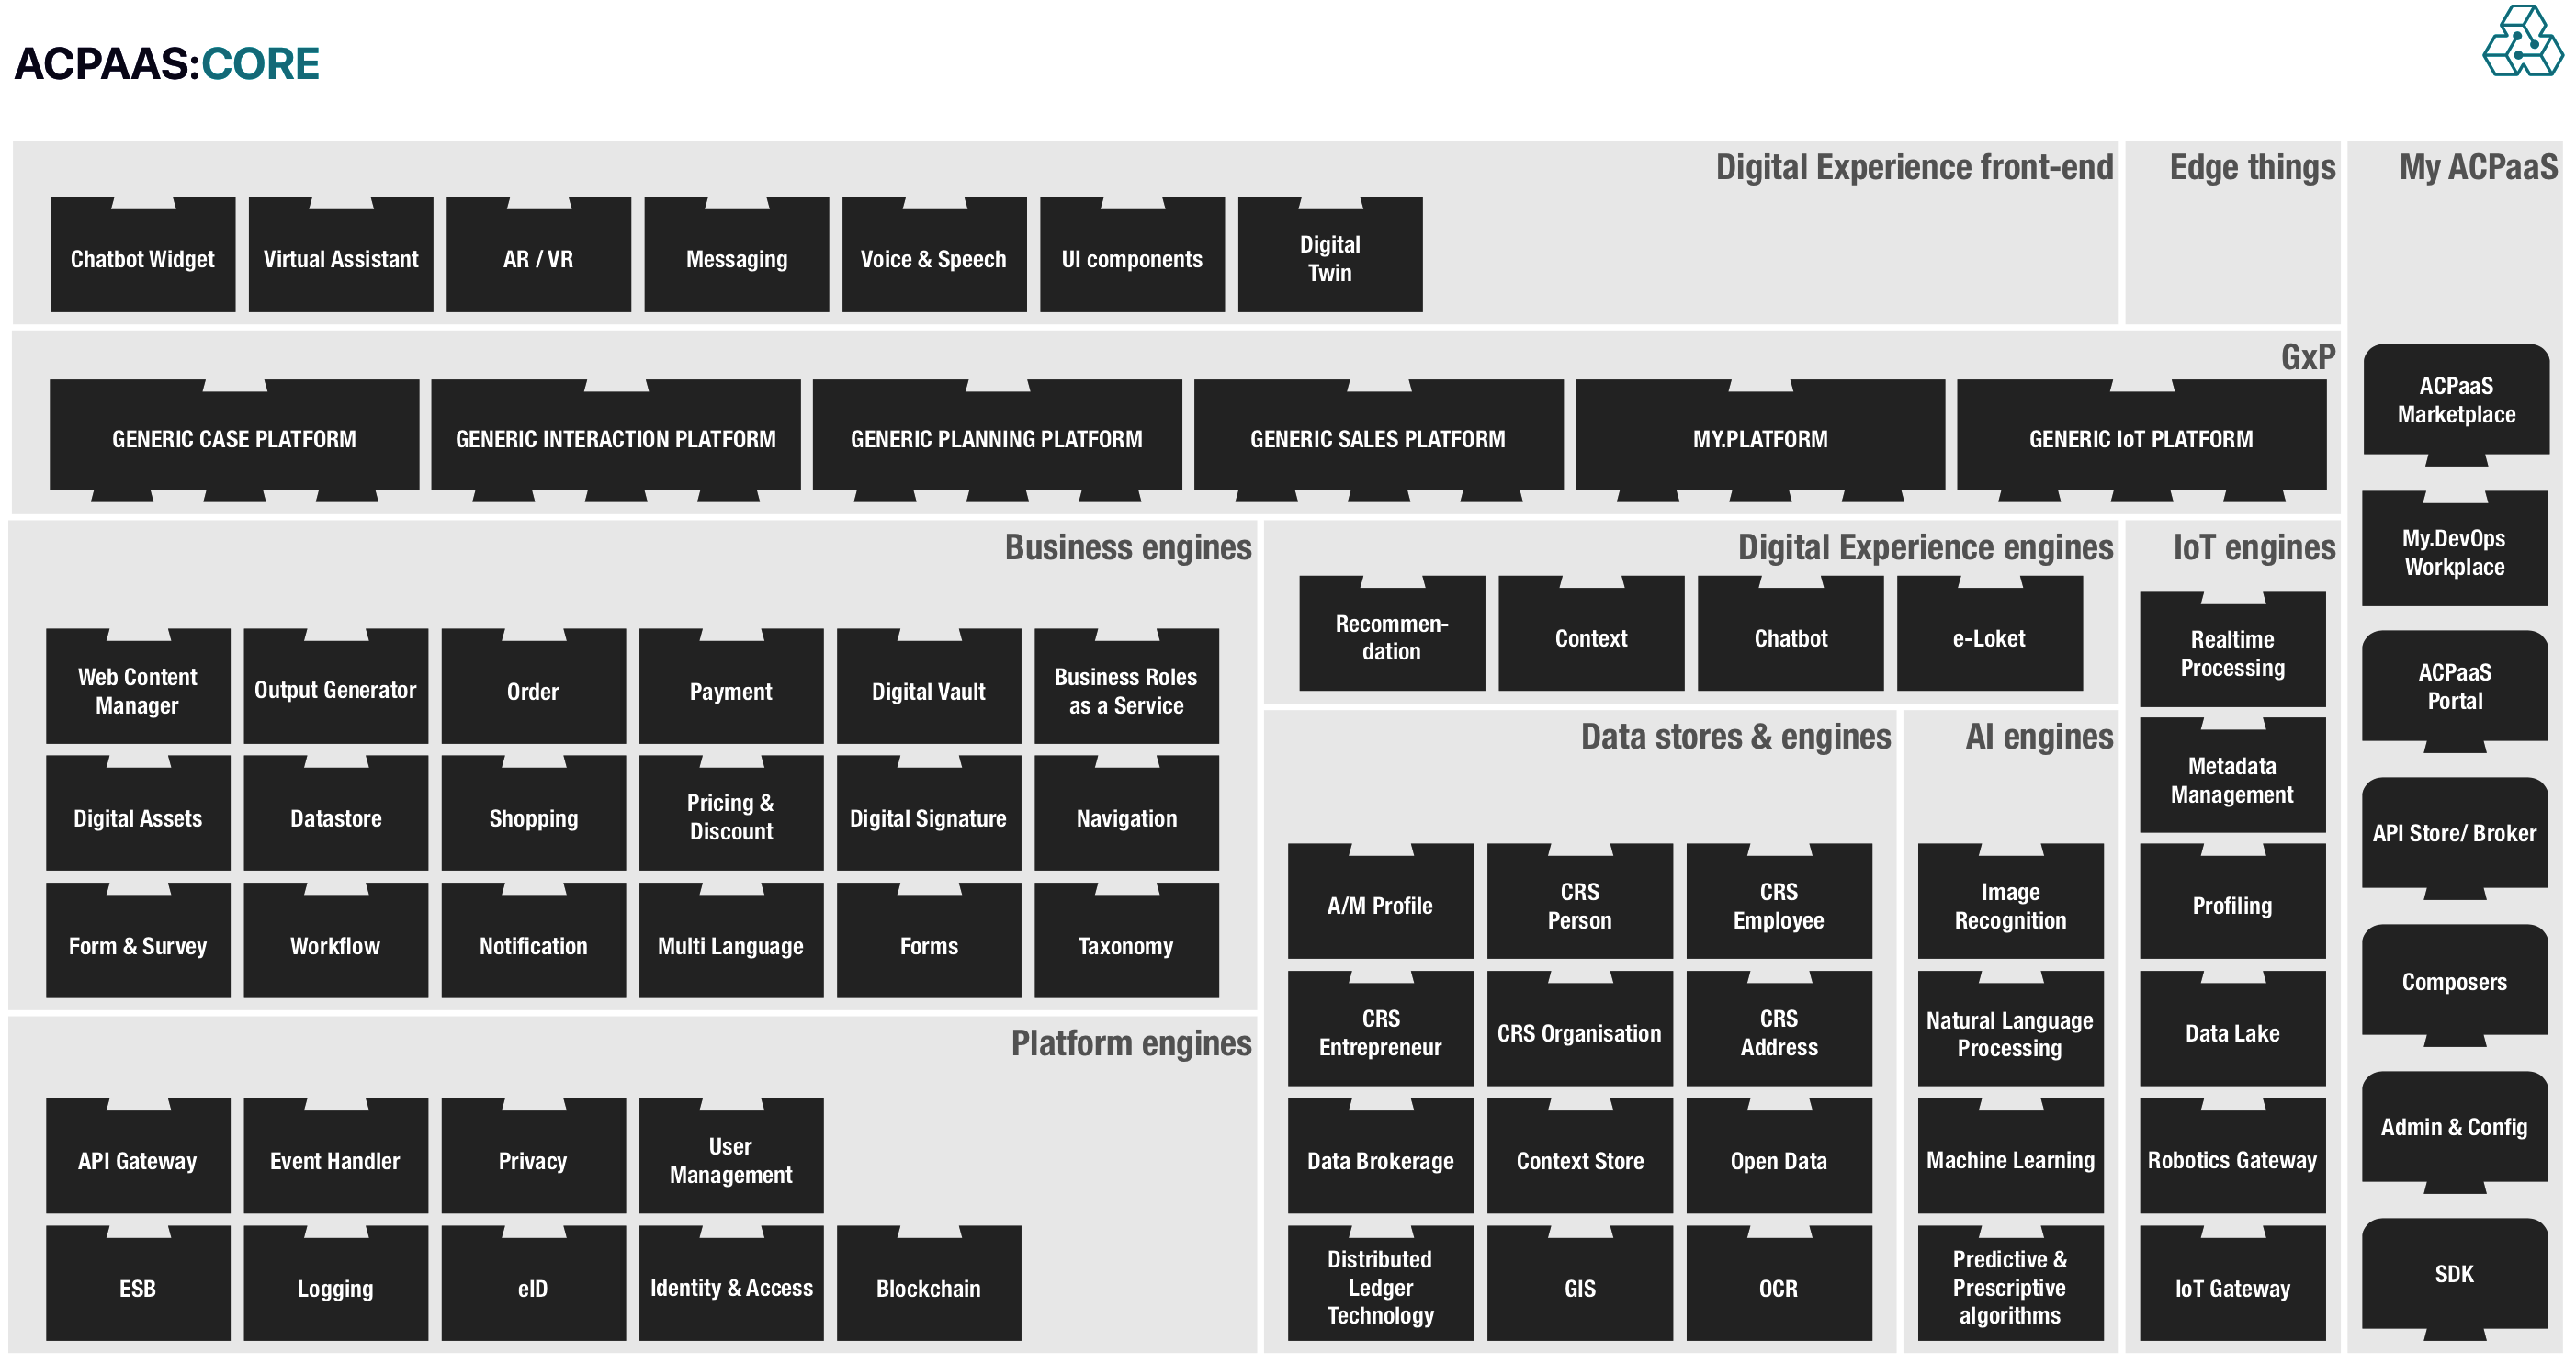 ACPAAS:CORE
Digital Experience front-end
Chatbot Widget
Virtual Assistant
AR / VR
Messaging
Voice & Speech
UI components
Digital
Twin
Edge things
GxP
GENERIC CASE PLATFORM
GENERIC INTERACTION PLATFORM
GENERIC PLANNING PLATFORM
GENERIC SALES PLATFORM
MY.PLATFORM
GENERIC IoT PLATFORM
Business engines
Web Content
Manager
Output Generator
Order
Payment
Digital Vault
Business Roles
as a Service
Digital Assets
Datastore
Shopping
Pricing &
Discount
Digital Signature
Navigation
Form & Survey
Workflow
Notification
Multi Language
Forms
Taxonomy
Platform engines
API Gateway
Event Handler
Privacy
User
Management
ESB
Logging
eID
Identity & Access
Blockchain
Digital Experience engines
Recommen-
dation
Context
Chatbot
e-Loket
Data stores & engines
A/M Profile
CRS
Person
CRS
Employee
CRS
Entrepreneur
CRS Organisation
CRS
Address
Data Brokerage
Context Store
Open Data
Distributed
Ledger
Technology
GIS
OCR
AI engines
Image
Recognition
Natural Language
Processing
Machine Learning
Predictive &
Prescriptive
algorithms
IoT engines
Realtime
Processing
Metadata
Management
Profiling
Data Lake
Robotics Gateway
IoT Gateway
My ACPaaS
ACPaaS
Marketplace
My.DevOps
Workplace
ACPaaS
Portal
API Store/ Broker
Composers
Admin & Config
SDK